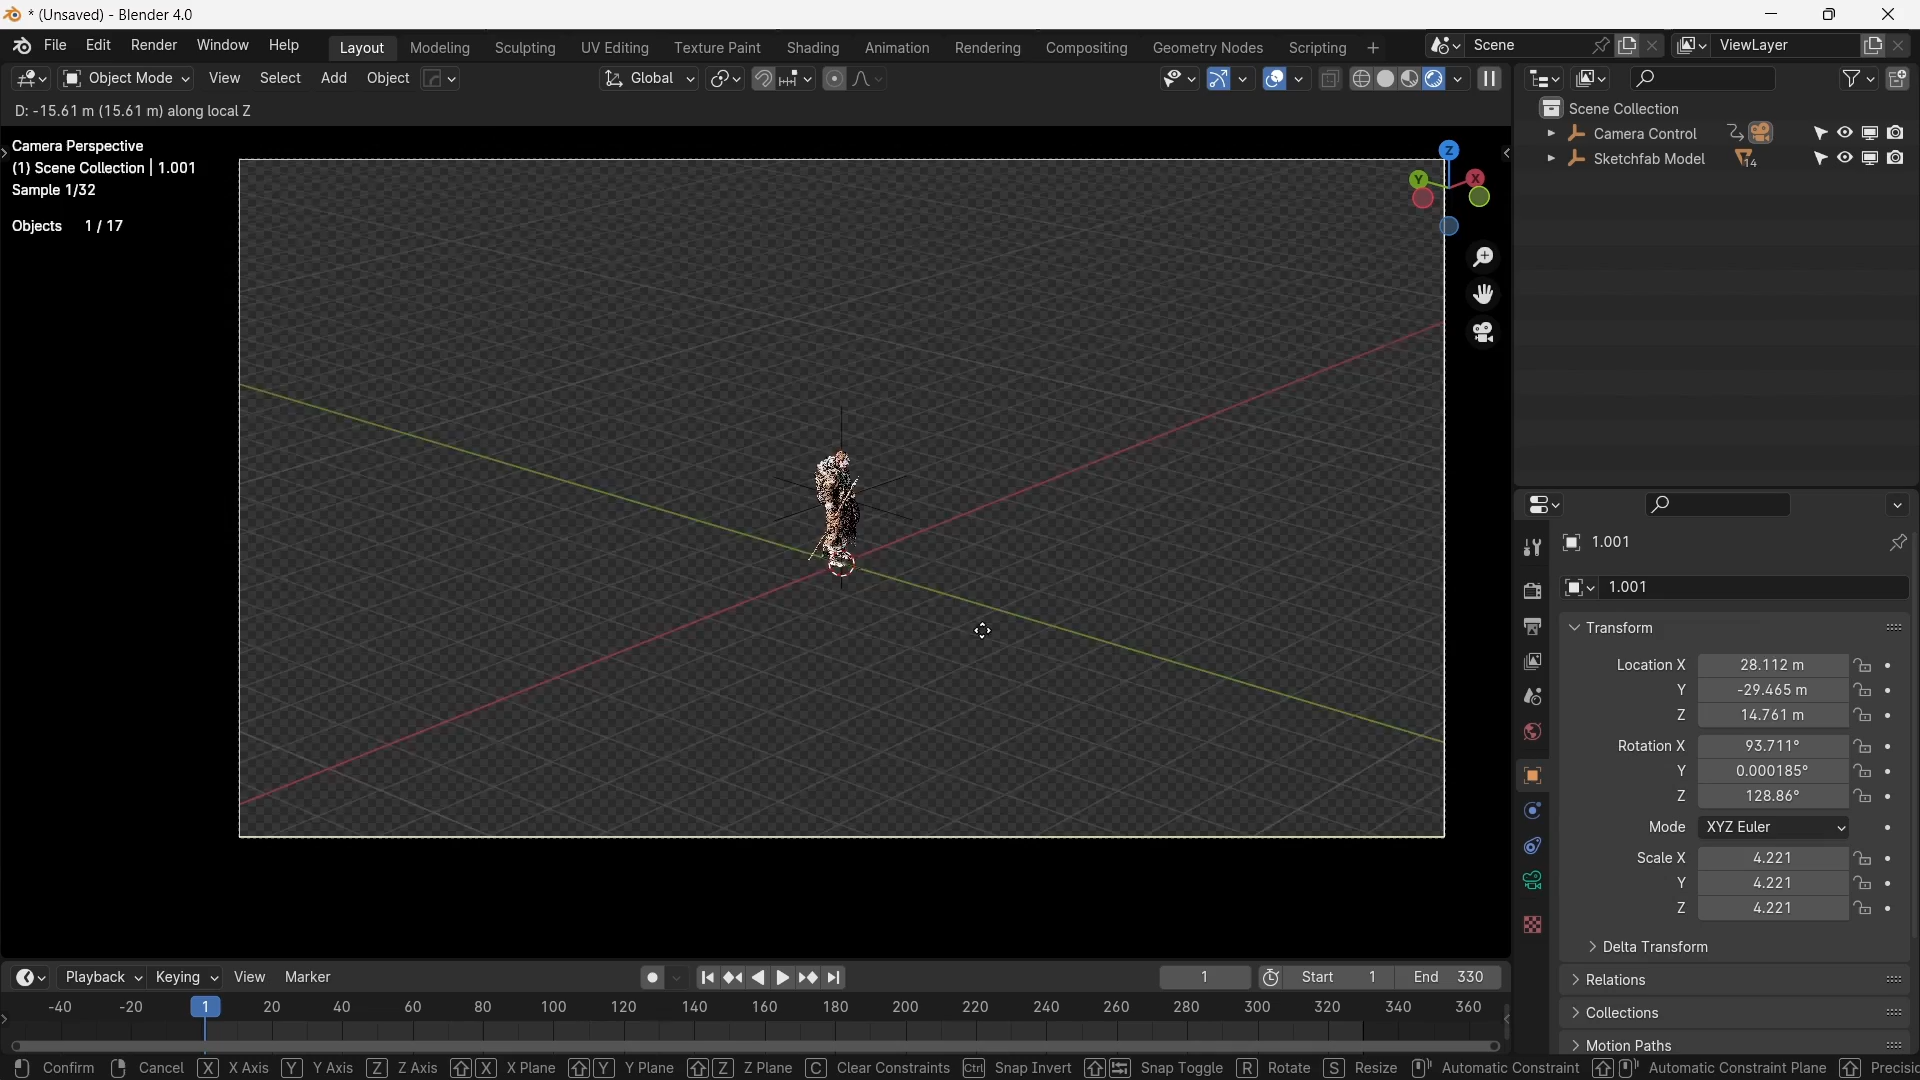 * (Unsaved) - Blender 4.0
File Edit Render Window Help Layout Modeling Sculpting UV Editing Texture Paint Shading Animation Rendering Compositing Geometry Nodes Scripting + Scene ViewLayer
Object Mode View Select Add Object Global
D: -15.61 m (15.61 m) along local Z
Camera Perspective
(1) Scene Collection | 1.001
Sample 1/32
Objects 1 / 17
Z
Y X
Scene Collection
Camera Control
Sketchfab Model 14
1.001
1.001
Transform
Location X 28.112 m
Y -29.465 m
Z 14.761 m
Rotation X 93.711°
Y 0.000185°
Z 128.86°
Mode XYZ Euler
Scale X 4.221
Y 4.221
Z 4.221
Delta Transform
Relations
Collections
Motion Paths
Playback Keying View Marker 1 Start 1 End 330
-40 -20 1 20 40 60 80 100 120 140 160 180 200 220 240 260 280 300 320 340 360
Confirm Cancel X X Axis Y Y Axis Z Z Axis X X Plane Y Y Plane Z Z Plane C Clear Constraints Ctrl Snap Invert Snap Toggle R Rotate S Resize Automatic Constraint Automatic Constraint Plane Precisio